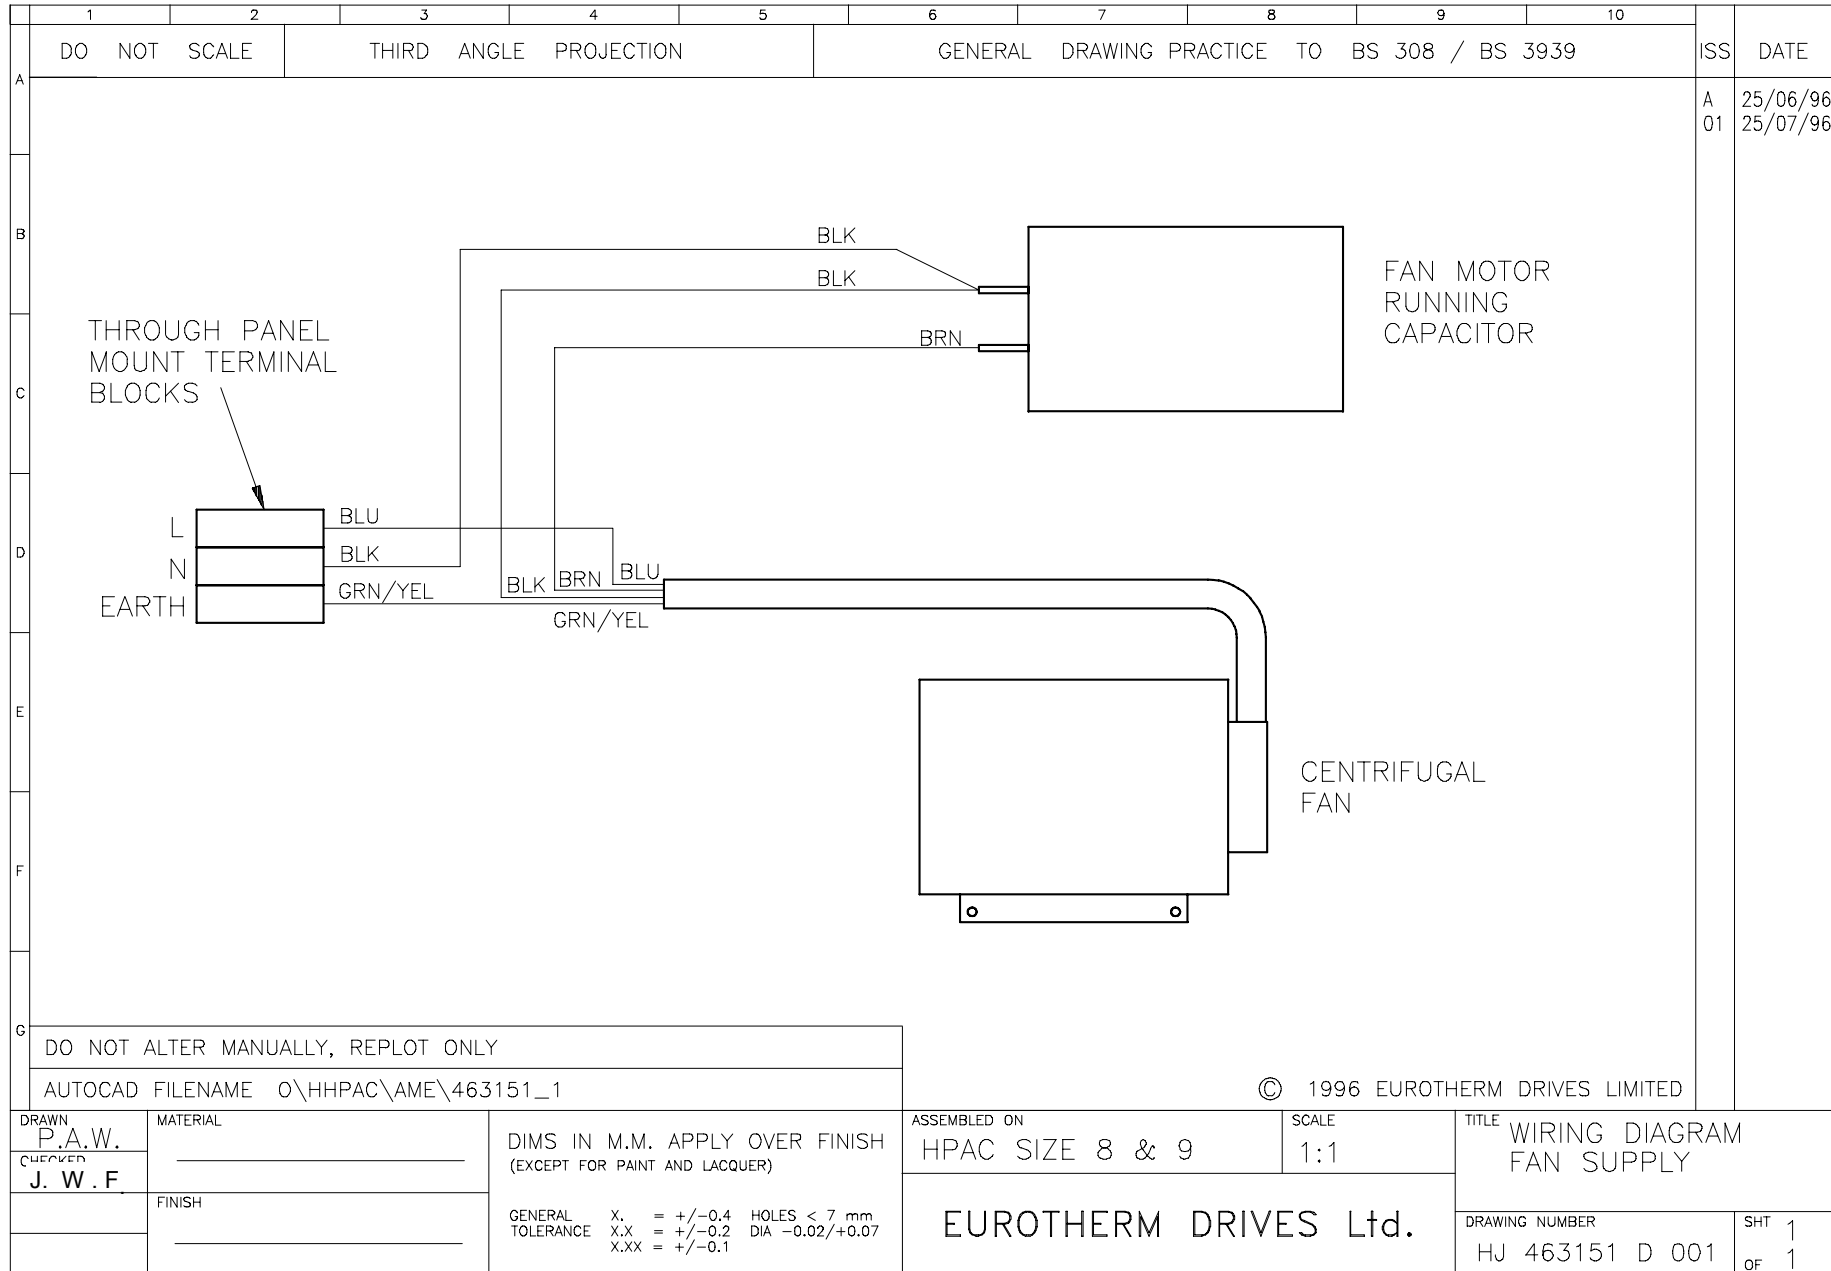 1 2 3 4 5 6 7 8 9 10
DO NOT SCALE
THIRD ANGLE PROJECTION
GENERAL DRAWING PRACTICE TO BS 308 / BS 3939
ISS DATE
A 25/06/96
01 25/07/96
A
B
C
D
E
F
G
BLK
BLK
BRN
FAN MOTOR
RUNNING
CAPACITOR
THROUGH PANEL
MOUNT TERMINAL
BLOCKS
L
N
EARTH
BLU
BLK
GRN/YEL
BLK
BRN
BLU
GRN/YEL
CENTRIFUGAL
FAN
DO NOT ALTER MANUALLY, REPLOT ONLY
AUTOCAD FILENAME O\HHPAC\AME\463151_1
© 1996 EUROTHERM DRIVES LIMITED
DRAWN
P.A.W.
CHECKED
J. W . F.
MATERIAL
FINISH
DIMS IN M.M. APPLY OVER FINISH
(EXCEPT FOR PAINT AND LACQUER)
GENERAL X. = +/-0.4 HOLES < 7 mm
TOLERANCE X.X = +/-0.2 DIA -0.02/+0.07
X.XX = +/-0.1
ASSEMBLED ON
HPAC SIZE 8 & 9
SCALE
1:1
EUROTHERM DRIVES Ltd.
TITLE WIRING DIAGRAM
FAN SUPPLY
DRAWING NUMBER
HJ 463151 D 001
SHT 1
OF 1